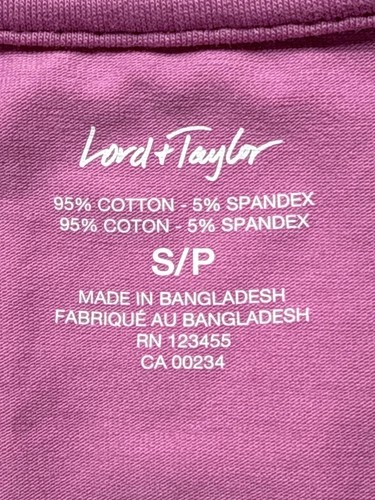 Lord + Taylor
95% COTTON - 5% SPANDEX
95% COTON - 5% SPANDEX
S/P
MADE IN BANGLADESH
FABRIQUÉ AU BANGLADESH
RN 123455
CA 00234